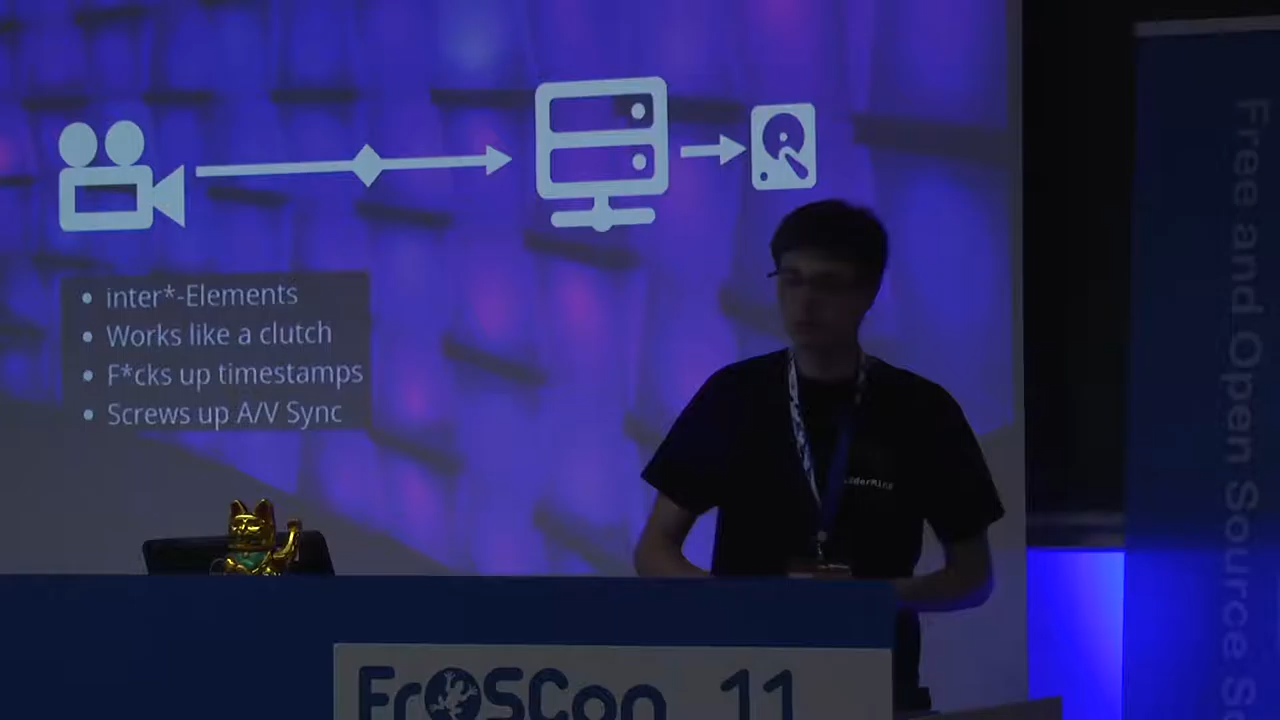 inter*-Elements
Works like a clutch
F*cks up timestamps
Screws up A/V Sync
FrOSCon 11
Free and Open Source